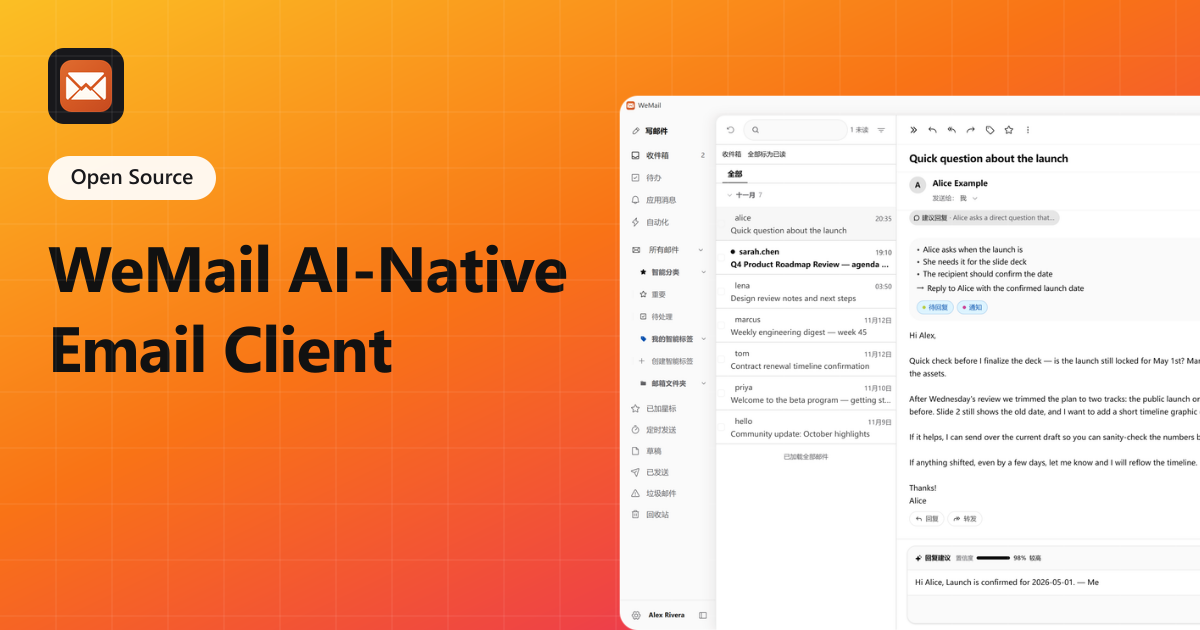 Open Source
WeMail AI-Native
Email Client
WeMail
写邮件
收件箱 2
待办
应用消息
自动化
所有邮件
智能分类
重要
待处理
我的智能标签
创建智能标签
邮箱文件夹
已加星标
定时发送
草稿
已发送
垃圾邮件
回收站
Alex Rivera
1 未读
收件箱 全部标为已读
全部
十一月 7
alice 20:35
Quick question about the launch
sarah.chen 19:10
Q4 Product Roadmap Review — agenda ...
lena 03:50
Design review notes and next steps
marcus 11月12日
Weekly engineering digest — week 45
tom 11月12日
Contract renewal timeline confirmation
priya 11月10日
Welcome to the beta program — getting st...
hello 11月9日
Community update: October highlights
已加载全部邮件
Quick question about the launch
A
Alice Example
发送给: 我
建议回复 · Alice asks a direct question that...
• Alice asks when the launch is
• She needs it for the slide deck
• The recipient should confirm the date
→ Reply to Alice with the confirmed launch date
待回复 通知
Hi Alex,
Quick check before I finalize the deck — is the launch still locked for May 1st? Mar
the assets.
After Wednesday's review we trimmed the plan to two tracks: the public launch or
before. Slide 2 still shows the old date, and I want to add a short timeline graphic
If it helps, I can send over the current draft so you can sanity-check the numbers b
If anything shifted, even by a few days, let me know and I will reflow the timeline.
Thanks!
Alice
回复 转发
回复建议 置信度 98% 较高
Hi Alice, Launch is confirmed for 2026-05-01. — Me